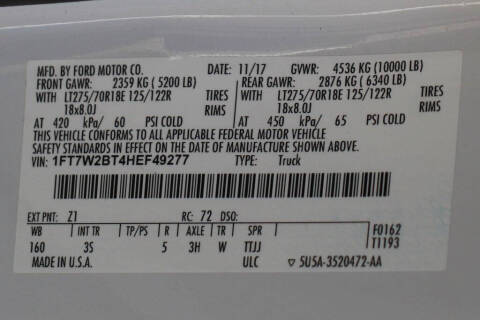 MFD. BY FORD MOTOR CO. DATE: 11/17 GVWR: 4536 KG (10000 LB)
FRONT GAWR: 2359 KG (5200 LB) REAR GAWR: 2876 KG (6340 LB)
WITH LT275/70R18E 125/122R TIRES WITH LT275/70R18E 125/122R TIRES
18x8.0J RIMS 18x8.0J RIMS
AT 420 kPa/ 60 PSI COLD AT 450 kPa/ 65 PSI COLD
THIS VEHICLE CONFORMS TO ALL APPLICABLE FEDERAL MOTOR VEHICLE
SAFETY STANDARDS IN EFFECT ON THE DATE OF MANUFACTURE SHOWN ABOVE.
VIN: 1FT7W2BT4HEF49277 TYPE: Truck
EXT PNT: Z1 RC: 72 DSO:
WB INT TR TP/PS R AXLE TR SPR F0162
160 3S 5 3H W TTJJ T1193
MADE IN U.S.A. ULC ▽ 5U5A-3520472-AA